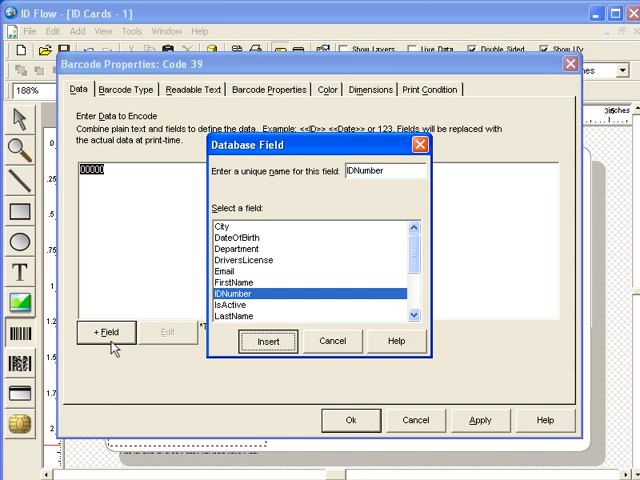 ID Flow - [ID Cards - 1]
File Edit View Add Tools Window Help
Show Layers Live Data Double Sided Show UV
188%
Barcode Properties: Code 39
Data Barcode Type Readable Text Barcode Properties Color Dimensions Print Condition
Enter Data to Encode
Combine plain text and fields to define the data. Example: <<ID>> <<Date>> or 123. Fields will be replaced with
the actual data at print-time.
00000
Database Field
Enter a unique name for this field: IDNumber
Select a field:
City
DateOfBirth
Department
DriversLicense
Email
FirstName
IDNumber
IsActive
LastName
Insert Cancel Help
+ Field Edit
Ok Cancel Apply Help